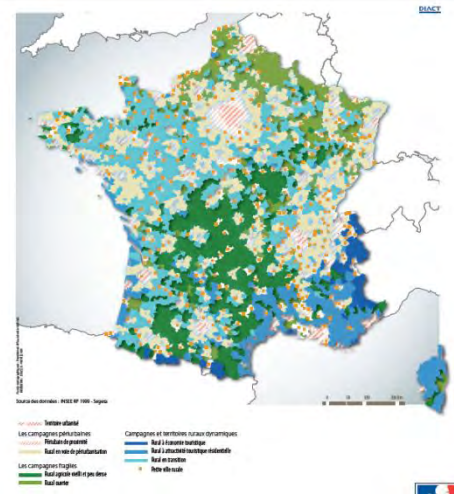 DIACT
Source des données : INSEE RP 1999 - Segesa
Territoire urbanisé
Les campagnes périurbaines
Périurbain de proximité
Rural en voie de périurbanisation
Les campagnes fragiles
Rural agricole vieilli et peu dense
Rural ouvrier
Campagnes et territoires ruraux dynamiques
Rural à économie touristique
Rural à attractivité touristique résidentielle
Rural en transition
Petite ville rurale